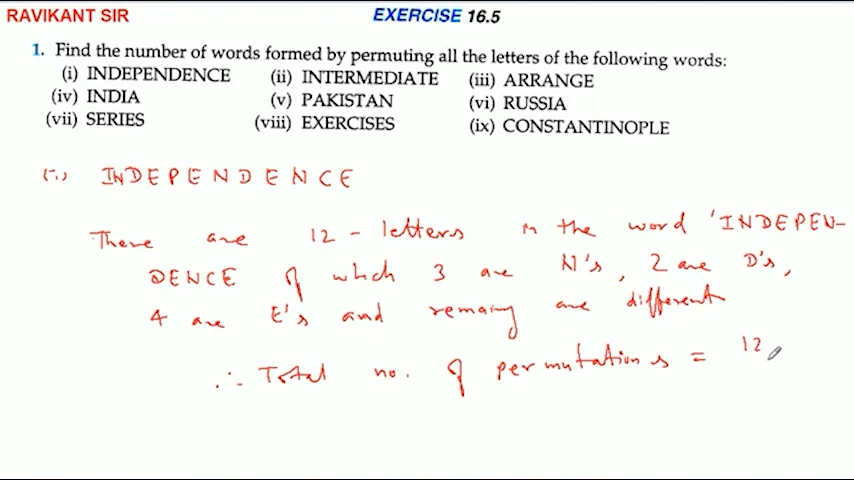 RAVIKANT SIR
EXERCISE 16.5
1. Find the number of words formed by permuting all the letters of the following words:
(i) INDEPENDENCE (ii) INTERMEDIATE (iii) ARRANGE
(iv) INDIA (v) PAKISTAN (vi) RUSSIA
(vii) SERIES (viii) EXERCISES (ix) CONSTANTINOPLE
(i) INDEPENDENCE
There are 12 - letters in the word 'INDEPEN-
DENCE of which 3 are N's, 2 are D's,
4 are E's and remaing are different
∴ Total no. of permutations = 12